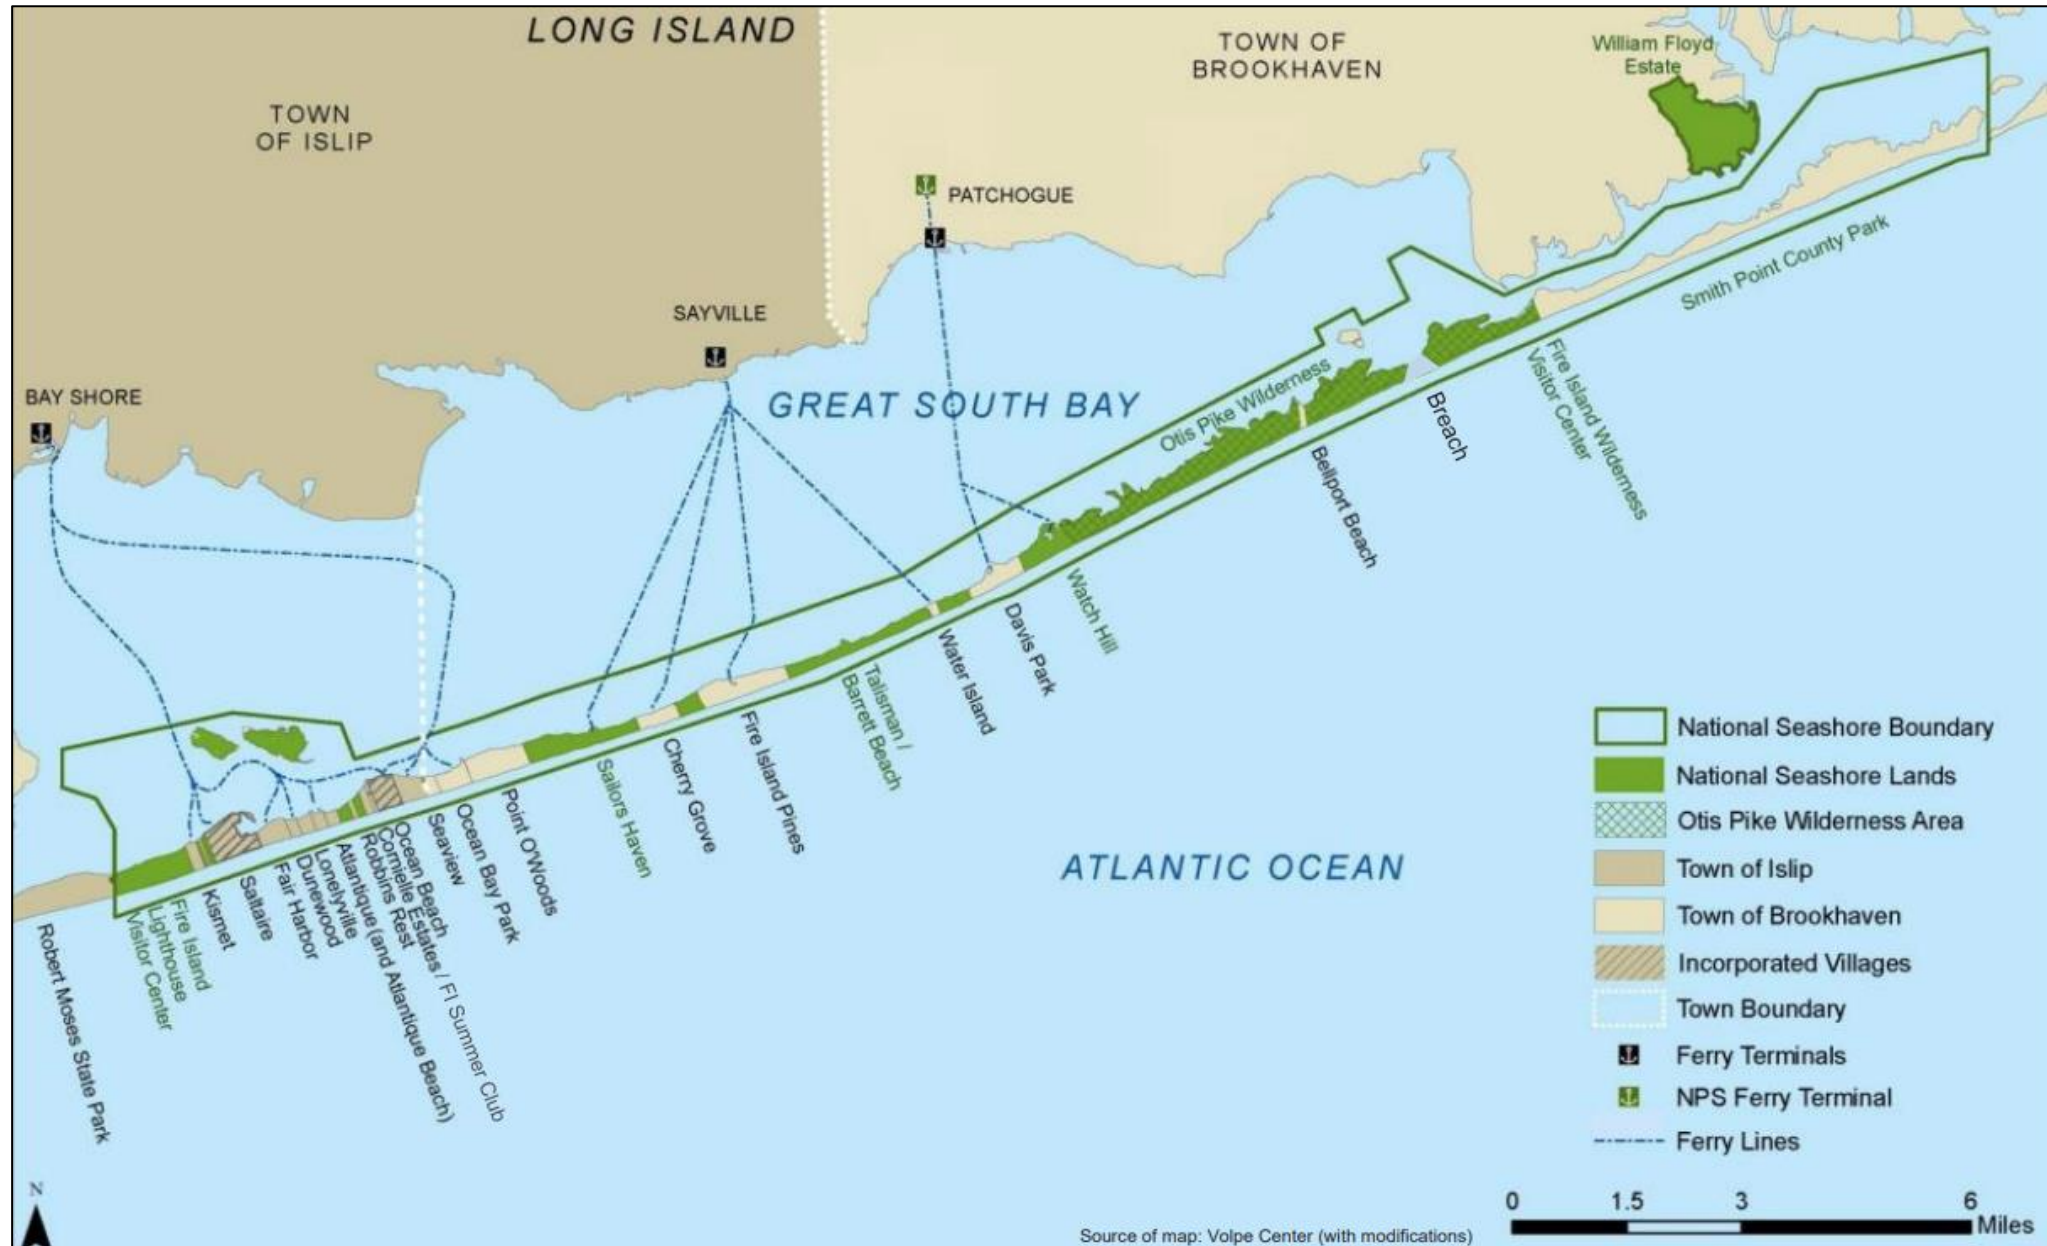 LONG ISLAND
TOWN
OF ISLIP
TOWN OF
BROOKHAVEN
William Floyd
Estate
PATCHOGUE
SAYVILLE
BAY SHORE
GREAT SOUTH BAY
Otis Pike Wilderness
Smith Point County Park
Fire Island Wilderness
Visitor Center
Breach
Bellport Beach
Watch Hill
Davis Park
Water Island
Talisman /
Barrett Beach
Fire Island Pines
Cherry Grove
Sailors Haven
Point O'Woods
Ocean Bay Park
Seaview
Ocean Beach
Cornielle Estates / FI Summer Club
Robbins Rest
Atlantique (and Atlantique Beach)
Lonelyville
Dunewood
Fair Harbor
Saltaire
Kismet
Fire Island
Lighthouse
Visitor Center
Robert Moses State Park
ATLANTIC OCEAN
National Seashore Boundary
National Seashore Lands
Otis Pike Wilderness Area
Town of Islip
Town of Brookhaven
Incorporated Villages
Town Boundary
Ferry Terminals
NPS Ferry Terminal
Ferry Lines
N
0 1.5 3 6
Miles
Source of map: Volpe Center (with modifications)